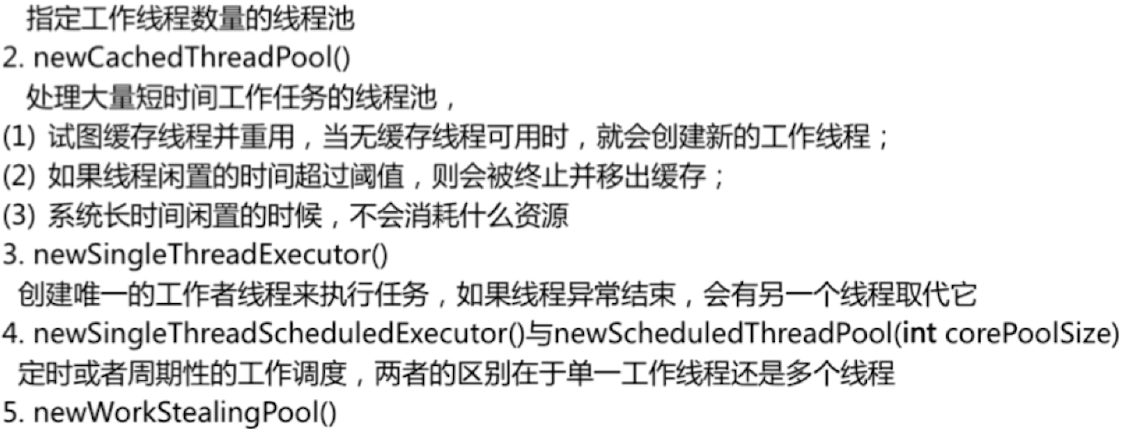 指定工作线程数量的线程池
2. newCachedThreadPool()
处理大量短时间工作任务的线程池，
(1) 试图缓存线程并重用，当无缓存线程可用时，就会创建新的工作线程；
(2) 如果线程闲置的时间超过阈值，则会被终止并移出缓存；
(3) 系统长时间闲置的时候，不会消耗什么资源
3. newSingleThreadExecutor()
创建唯一的工作者线程来执行任务，如果线程异常结束，会有另一个线程取代它
4. newSingleThreadScheduledExecutor()与newScheduledThreadPool(int corePoolSize)
定时或者周期性的工作调度，两者的区别在于单一工作线程还是多个线程
5. newWorkStealingPool()